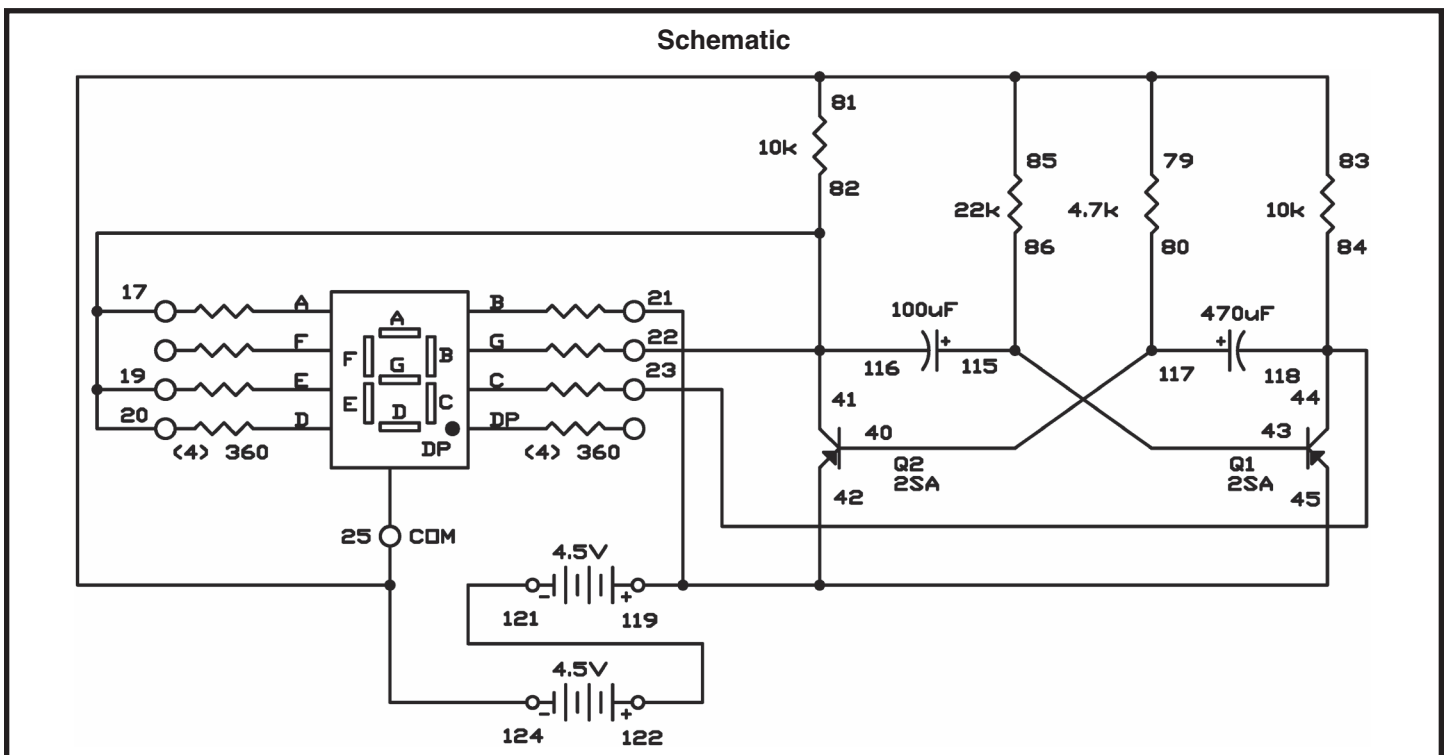 Schematic
81
10k
82
85
22k
86
79
4.7k
80
83
10k
84
17
A
F
19
E
20
D
(4) 360
A
F
B
G
E
C
D
DP
B
21
G
22
C
23
DP
(4) 360
100uF
+
116
115
470uF
+
117
118
41
40
42
Q2
2SA
44
43
Q1
2SA
45
25
COM
4.5V
- +
121
119
4.5V
- +
124
122